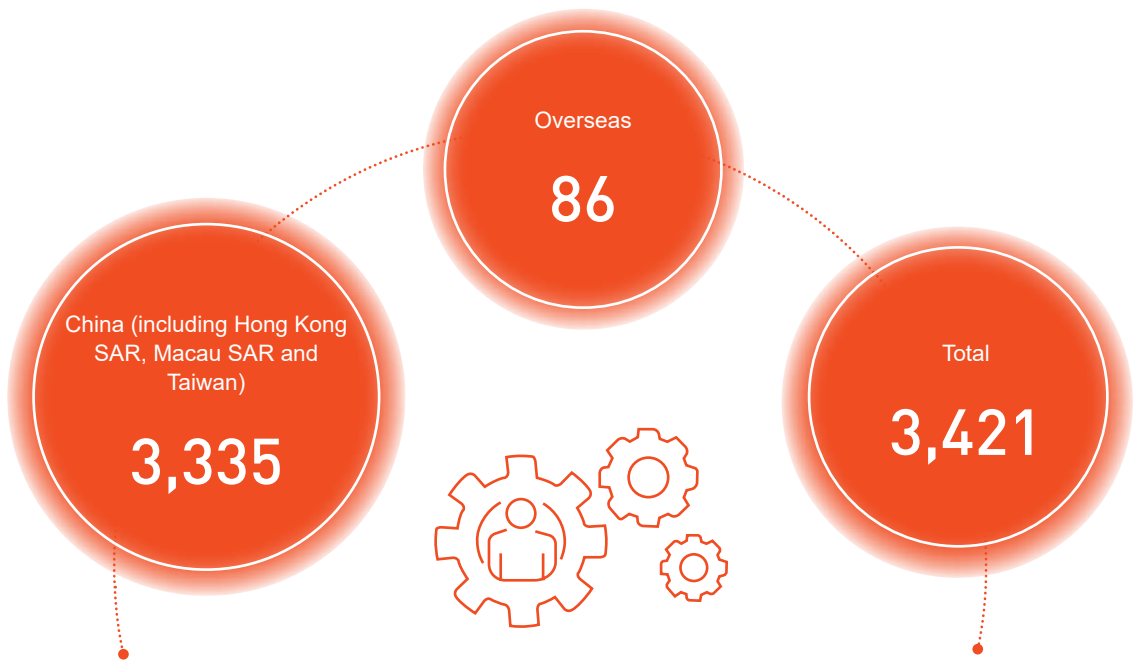 Overseas
86
China (including Hong Kong
SAR, Macau SAR and
Taiwan)
3,335
Total
3,421